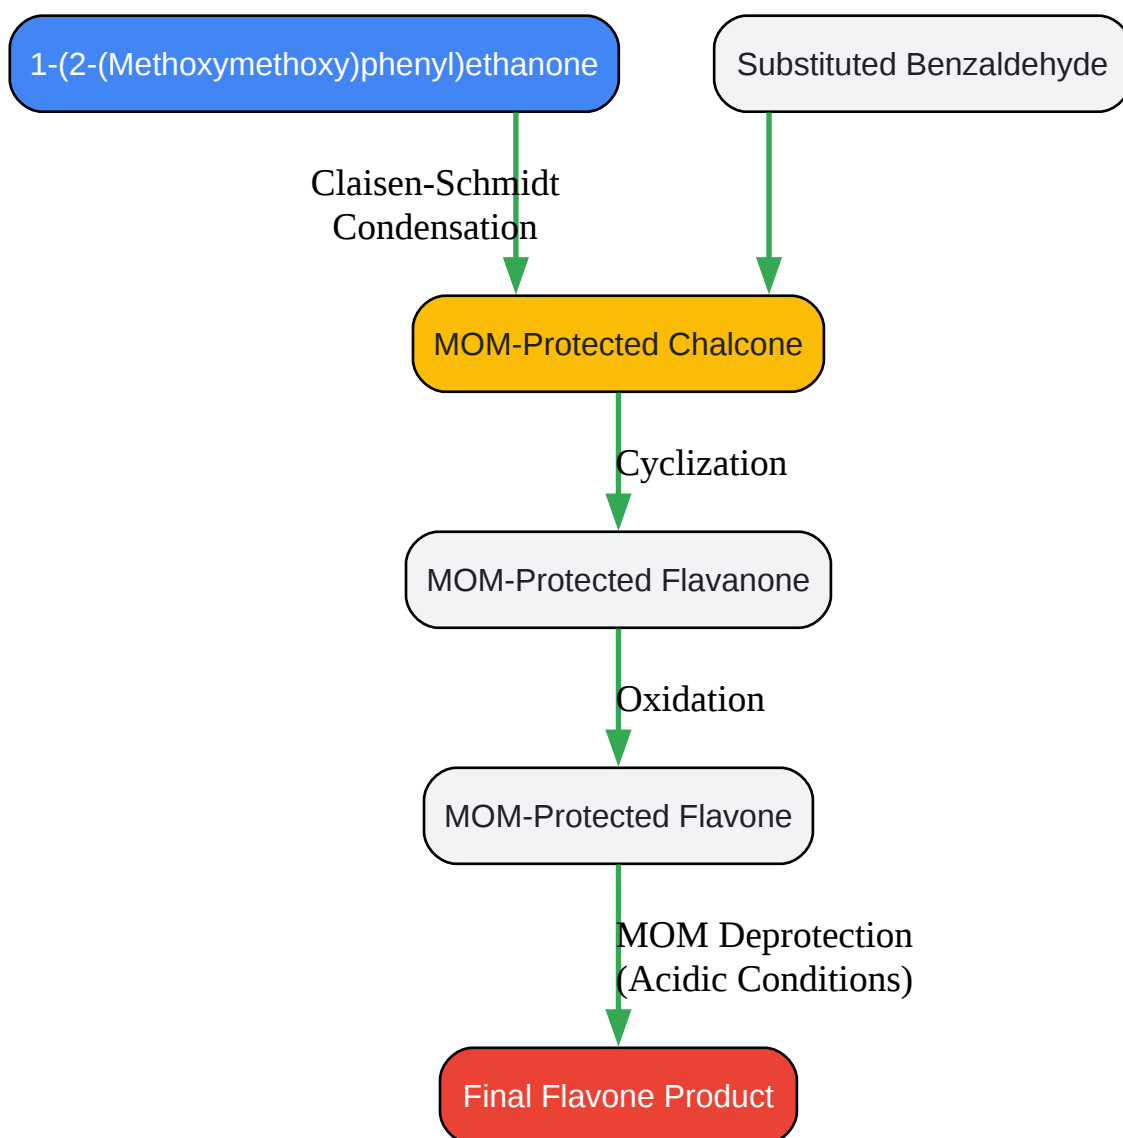 1-(2-(Methoxymethoxy)phenyl)ethanone
Substituted Benzaldehyde
Claisen-Schmidt
Condensation
MOM-Protected Chalcone
Cyclization
MOM-Protected Flavanone
Oxidation
MOM-Protected Flavone
MOM Deprotection
(Acidic Conditions)
Final Flavone Product